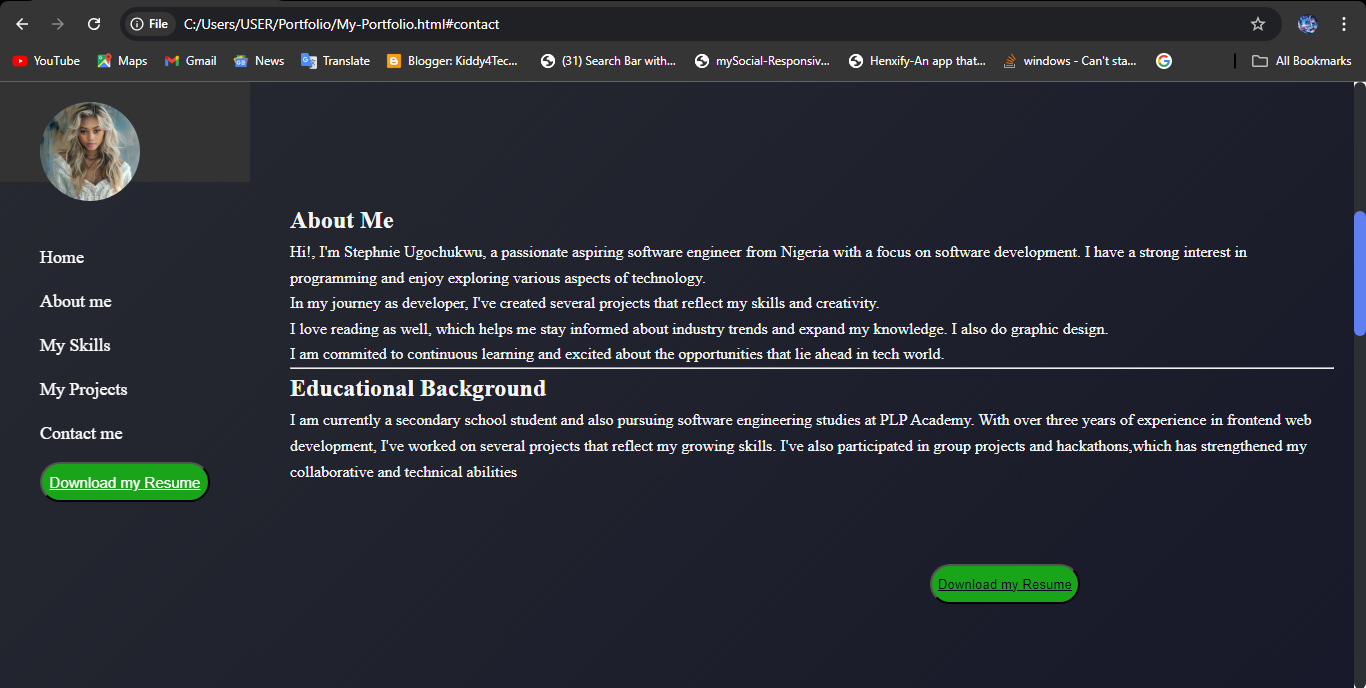 File C:/Users/USER/Portfolio/My-Portfolio.html#contact
YouTube Maps Gmail News Translate Blogger: Kiddy4Tec... (31) Search Bar with... mySocial-Responsiv... Henxify-An app that... windows - Can't sta... All Bookmarks
Home
About me
My Skills
My Projects
Contact me
Download my Resume
About Me
Hi!, I'm Stephnie Ugochukwu, a passionate aspiring software engineer from Nigeria with a focus on software development. I have a strong interest in
programming and enjoy exploring various aspects of technology.
In my journey as developer, I've created several projects that reflect my skills and creativity.
I love reading as well, which helps me stay informed about industry trends and expand my knowledge. I also do graphic design.
I am commited to continuous learning and excited about the opportunities that lie ahead in tech world.
Educational Background
I am currently a secondary school student and also pursuing software engineering studies at PLP Academy. With over three years of experience in frontend web
development, I've worked on several projects that reflect my growing skills. I've also participated in group projects and hackathons,which has strengthened my
collaborative and technical abilities
Download my Resume